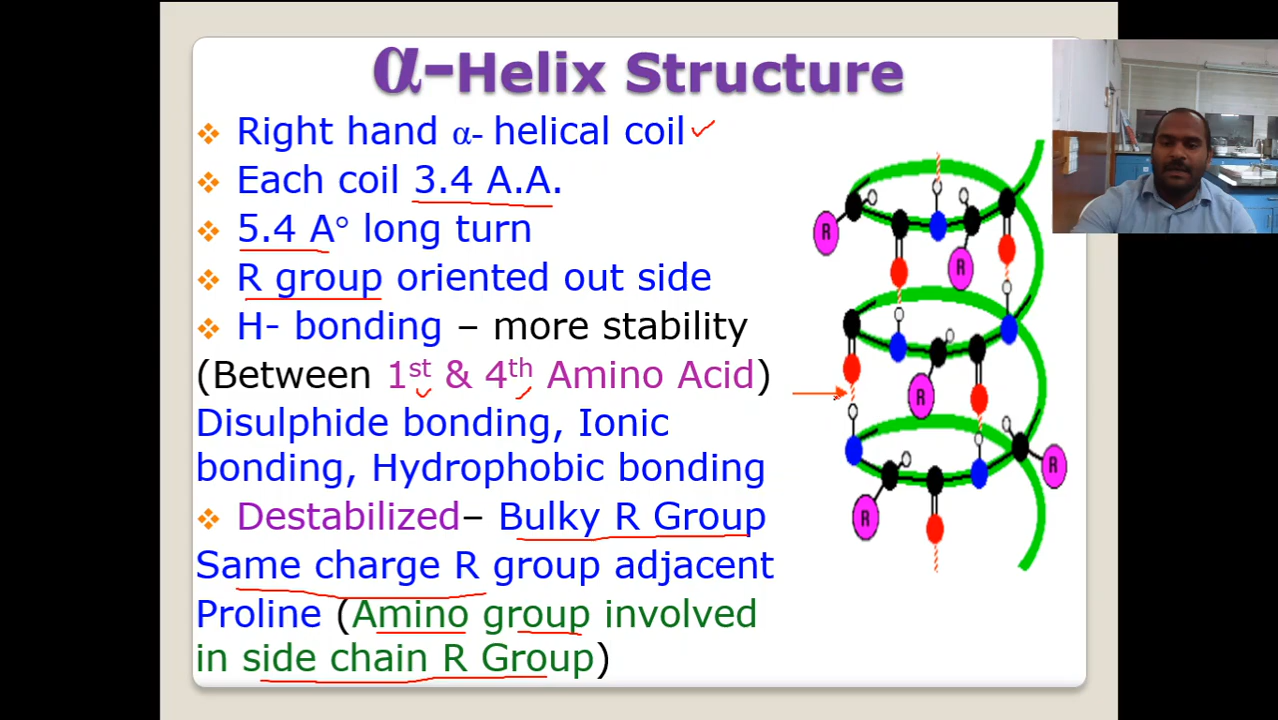 α-Helix Structure
Right hand α- helical coil
Each coil 3.4 A.A.
5.4 A° long turn
R group oriented out side
H- bonding – more stability
(Between 1st & 4th Amino Acid)
Disulphide bonding, Ionic
bonding, Hydrophobic bonding
Destabilized– Bulky R Group
Same charge R group adjacent
Proline (Amino group involved
in side chain R Group)
R
R
R
R
R